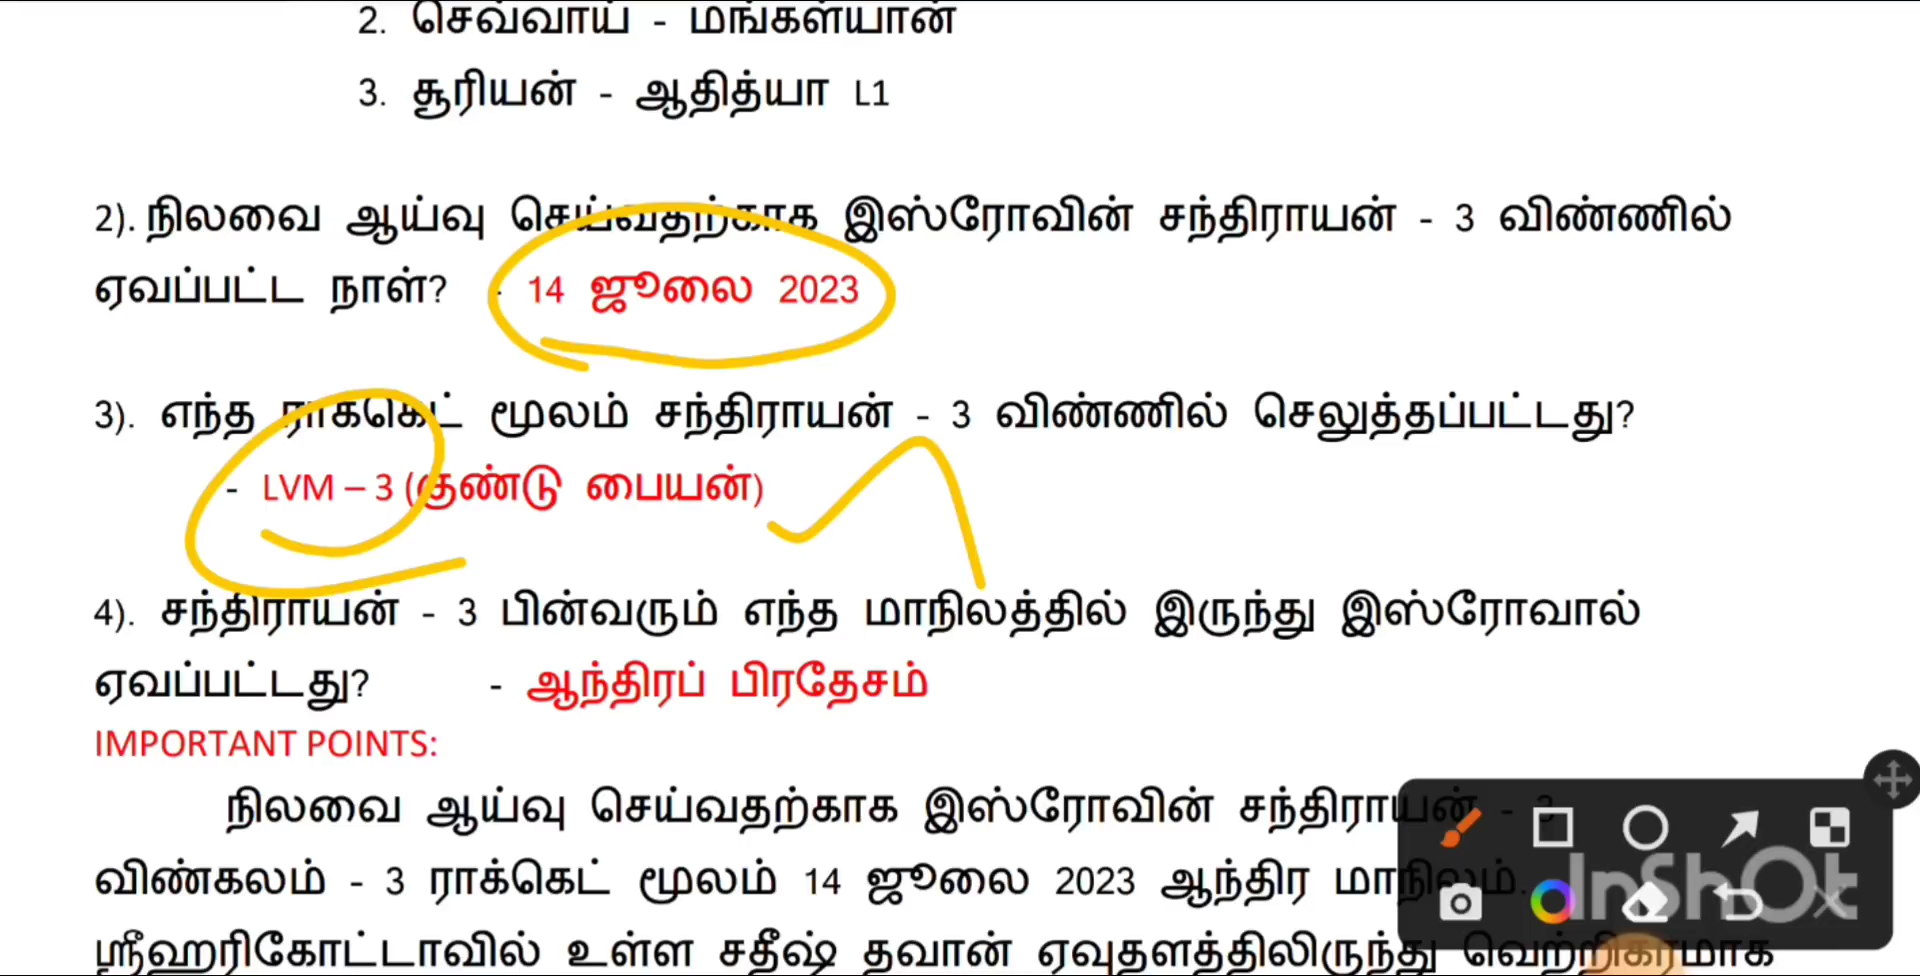 2. செவ்வாய் - மங்கள்யான்
3. சூரியன் - ஆதித்யா L1
2). நிலவை ஆய்வு செய்வதற்காக இஸ்ரோவின் சந்திராயன் - 3 விண்ணில்
ஏவப்பட்ட நாள்? - 14 ஜூலை 2023
3). எந்த ராக்கெட் மூலம் சந்திராயன் - 3 விண்ணில் செலுத்தப்பட்டது?
- LVM – 3 (குண்டு பையன்)
4). சந்திராயன் - 3 பின்வரும் எந்த மாநிலத்தில் இருந்து இஸ்ரோவால்
ஏவப்பட்டது? - ஆந்திரப் பிரதேசம்
IMPORTANT POINTS:
நிலவை ஆய்வு செய்வதற்காக இஸ்ரோவின் சந்திராயன் - 3
விண்கலம் - 3 ராக்கெட் மூலம் 14 ஜூலை 2023 ஆந்திர மாநிலம்.
InShOt
ஸ்ரீஹரிகோட்டாவில் உள்ள சதீஷ் தவான் ஏவுதளத்திலிருந்து வெற்றிகரமாக